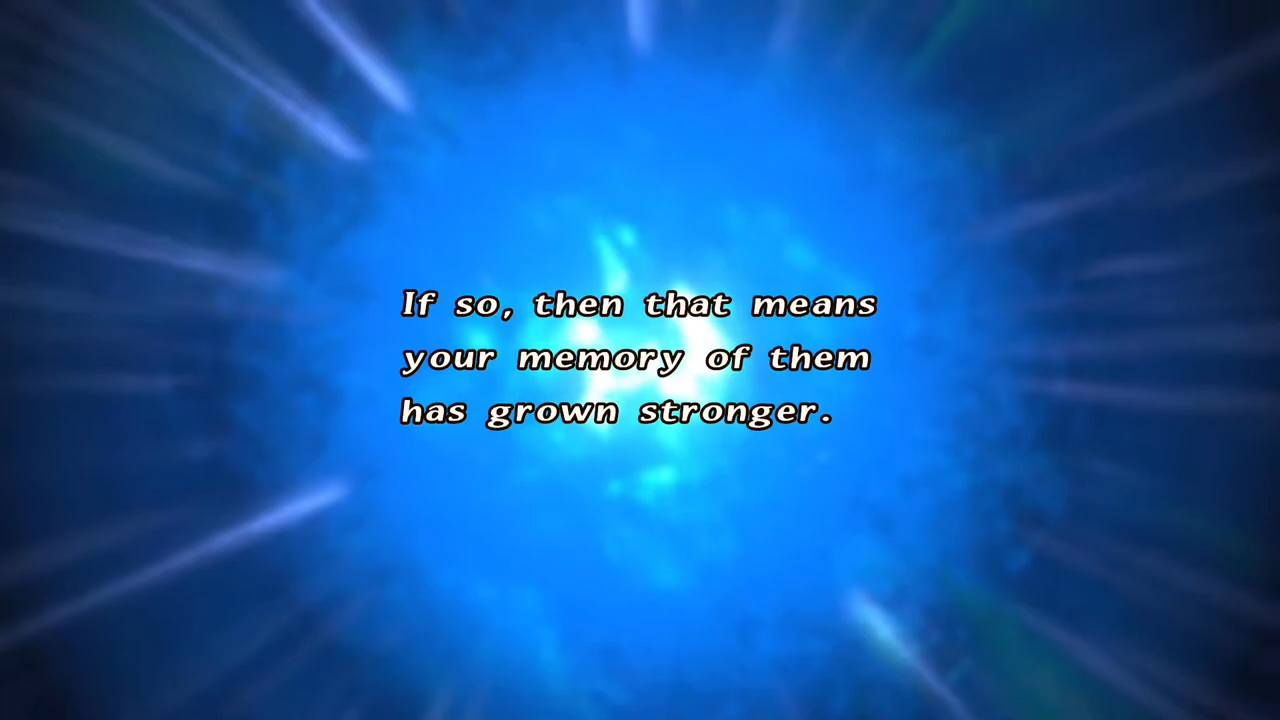 If so, then that means
your memory of them
has grown stronger.